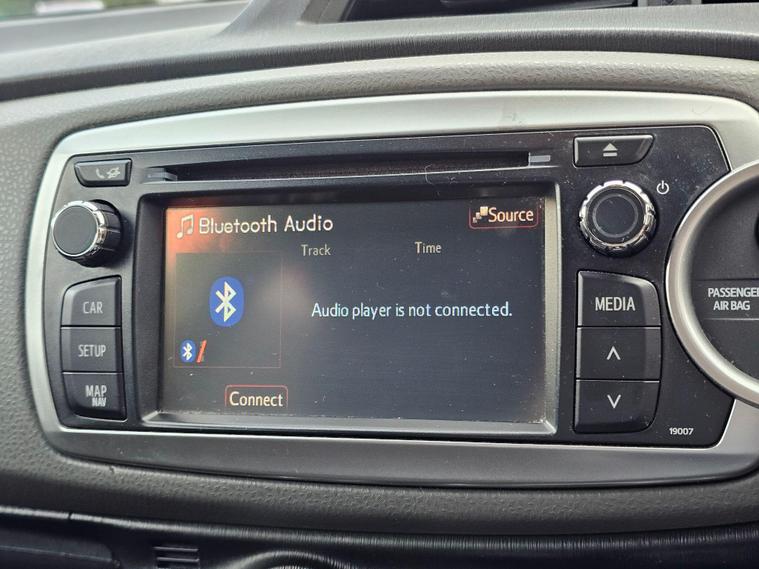 Bluetooth Audio
Source
Track
Time
Audio player is not connected.
Connect
CAR
SETUP
MAP
NAV
MEDIA
PASSENGER
AIR BAG
19007